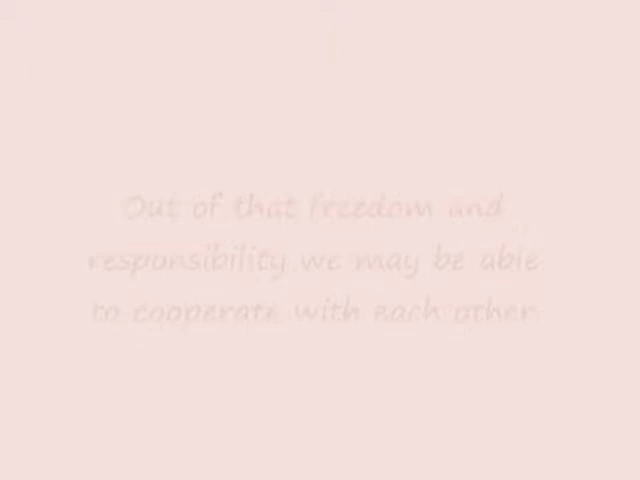 Out of that freedom and
responsibility we may be able
to cooperate with each other